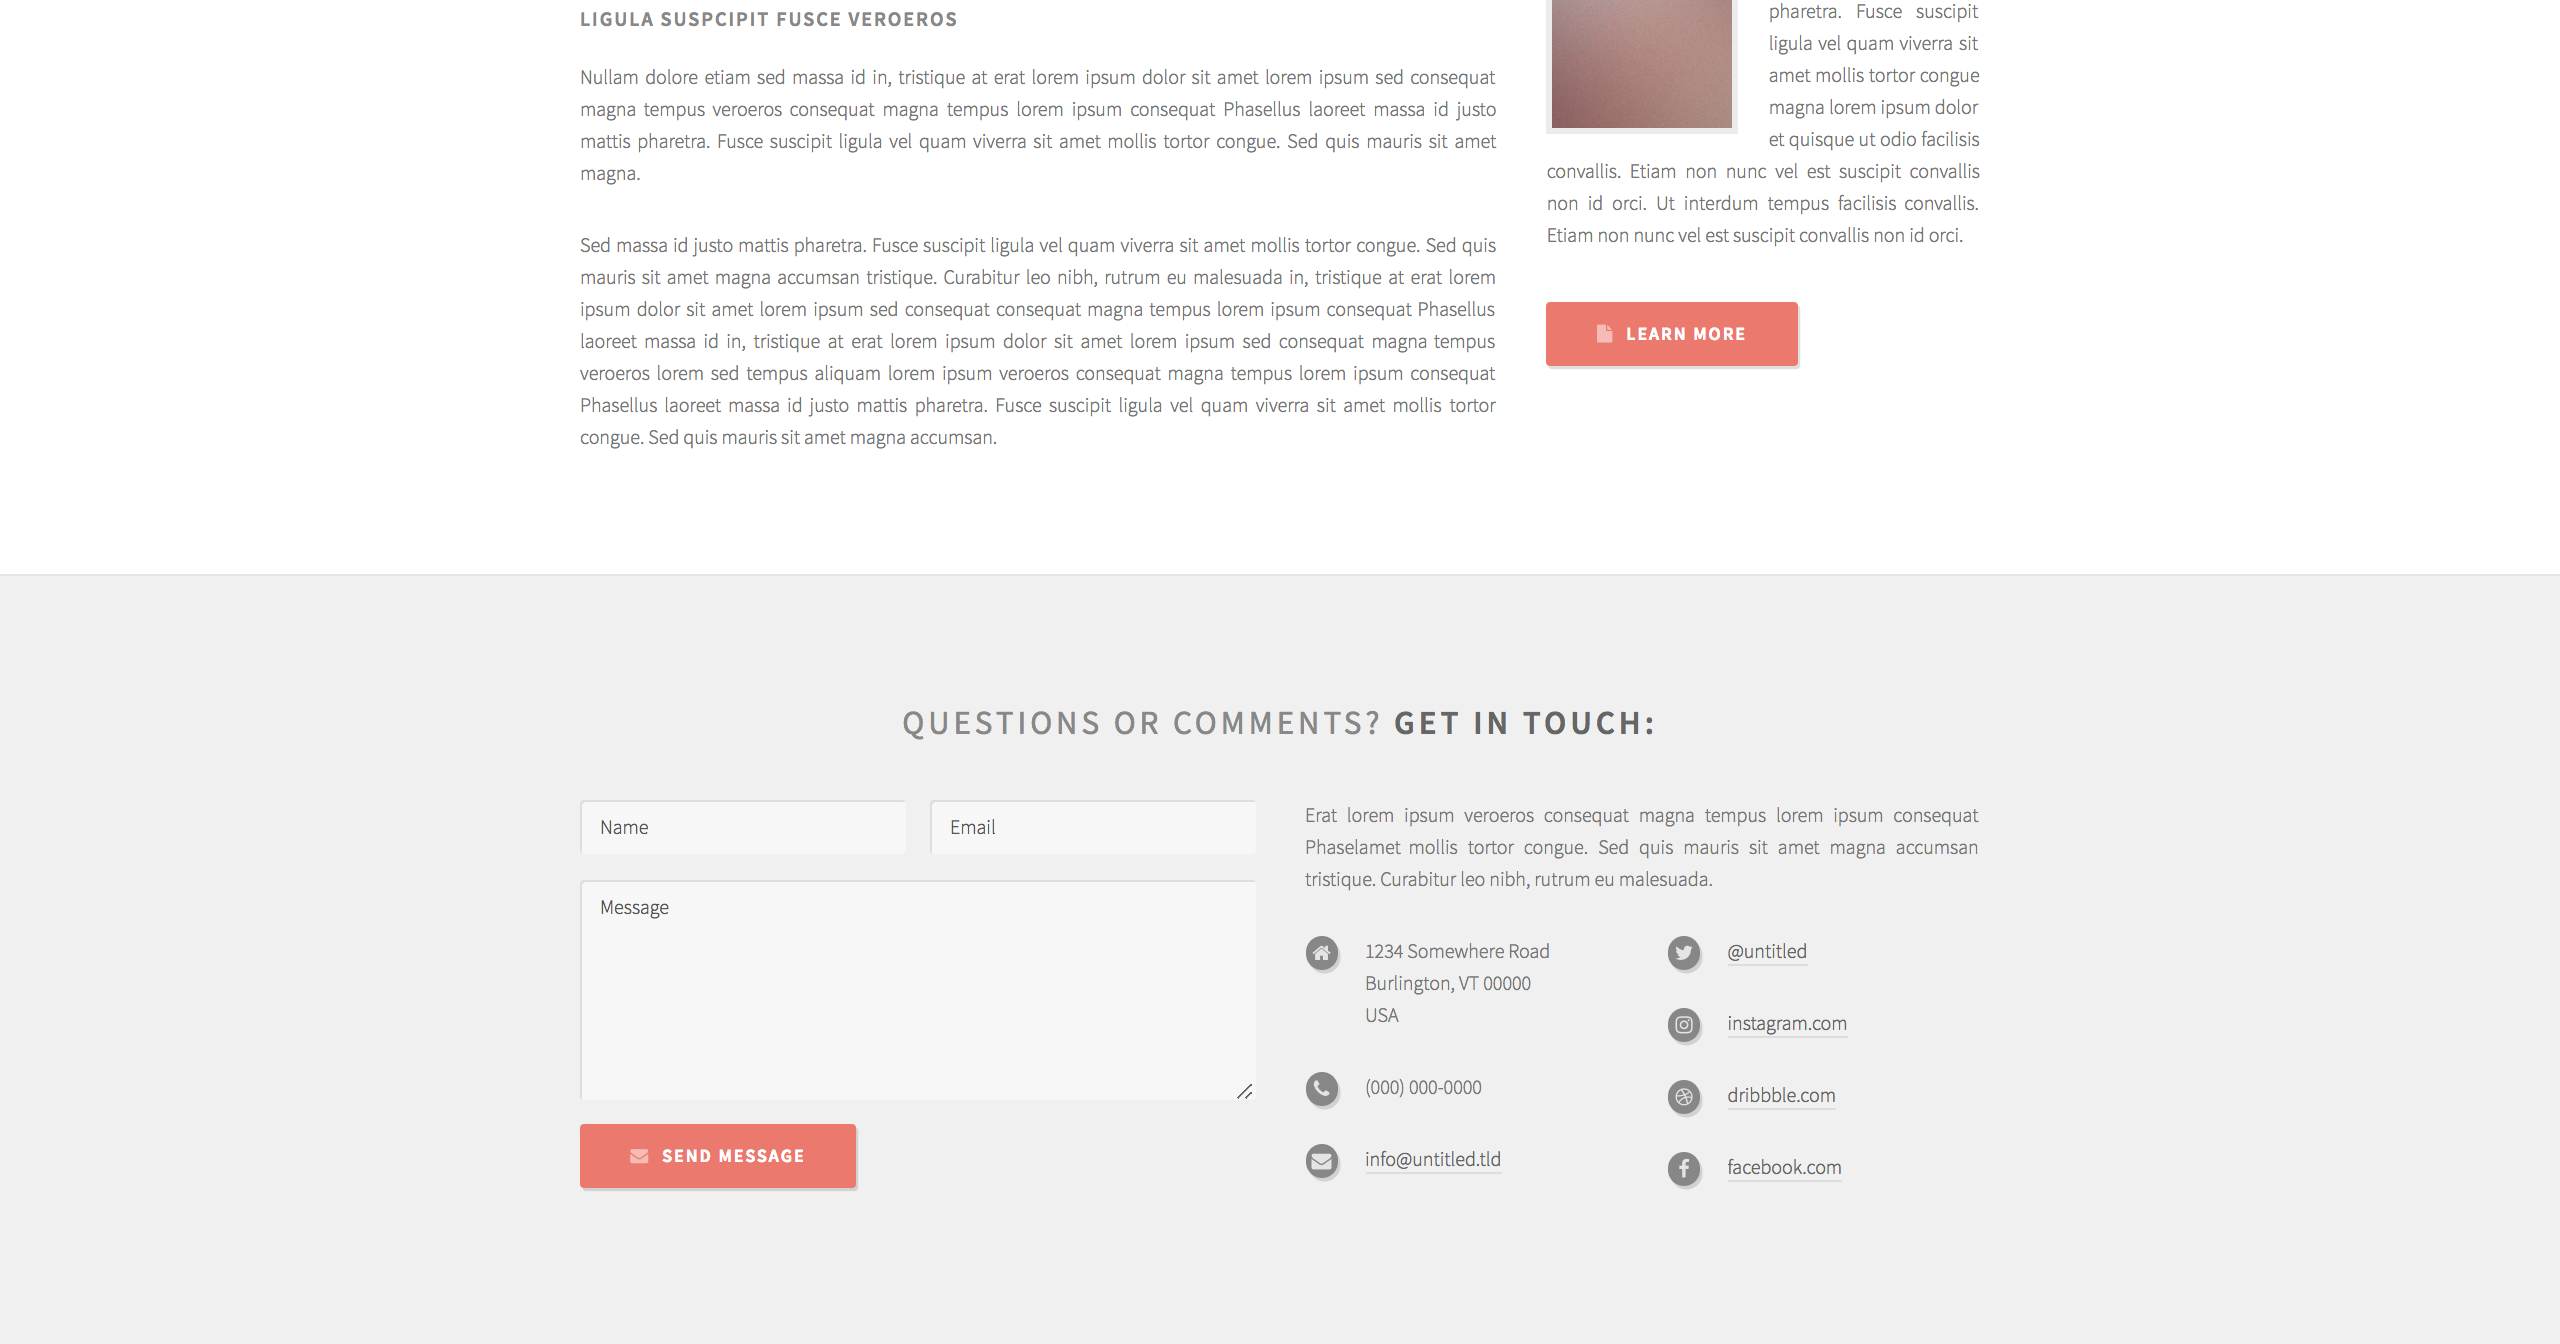 LIGULA SUSPCIPIT FUSCE VEROEROS
Nullam dolore etiam sed massa id in, tristique at erat lorem ipsum dolor sit amet lorem ipsum sed consequat
magna tempus veroeros consequat magna tempus lorem ipsum consequat Phasellus laoreet massa id justo
mattis pharetra. Fusce suscipit ligula vel quam viverra sit amet mollis tortor congue. Sed quis mauris sit amet
magna.
Sed massa id justo mattis pharetra. Fusce suscipit ligula vel quam viverra sit amet mollis tortor congue. Sed quis
mauris sit amet magna accumsan tristique. Curabitur leo nibh, rutrum eu malesuada in, tristique at erat lorem
ipsum dolor sit amet lorem ipsum sed consequat consequat magna tempus lorem ipsum consequat Phasellus
laoreet massa id in, tristique at erat lorem ipsum dolor sit amet lorem ipsum sed consequat magna tempus
veroeros lorem sed tempus aliquam lorem ipsum veroeros consequat magna tempus lorem ipsum consequat
Phasellus laoreet massa id justo mattis pharetra. Fusce suscipit ligula vel quam viverra sit amet mollis tortor
congue. Sed quis mauris sit amet magna accumsan.
pharetra. Fusce suscipit
ligula vel quam viverra sit
amet mollis tortor congue
magna lorem ipsum dolor
et quisque ut odio facilisis
convallis. Etiam non nunc vel est suscipit convallis
non id orci. Ut interdum tempus facilisis convallis.
Etiam non nunc vel est suscipit convallis non id orci.
LEARN MORE
QUESTIONS OR COMMENTS? GET IN TOUCH:
Name
Email
Message
SEND MESSAGE
Erat lorem ipsum veroeros consequat magna tempus lorem ipsum consequat
Phaselamet mollis tortor congue. Sed quis mauris sit amet magna accumsan
tristique. Curabitur leo nibh, rutrum eu malesuada.
1234 Somewhere Road
Burlington, VT 00000
USA
(000) 000-0000
info@untitled.tld
@untitled
instagram.com
dribbble.com
facebook.com